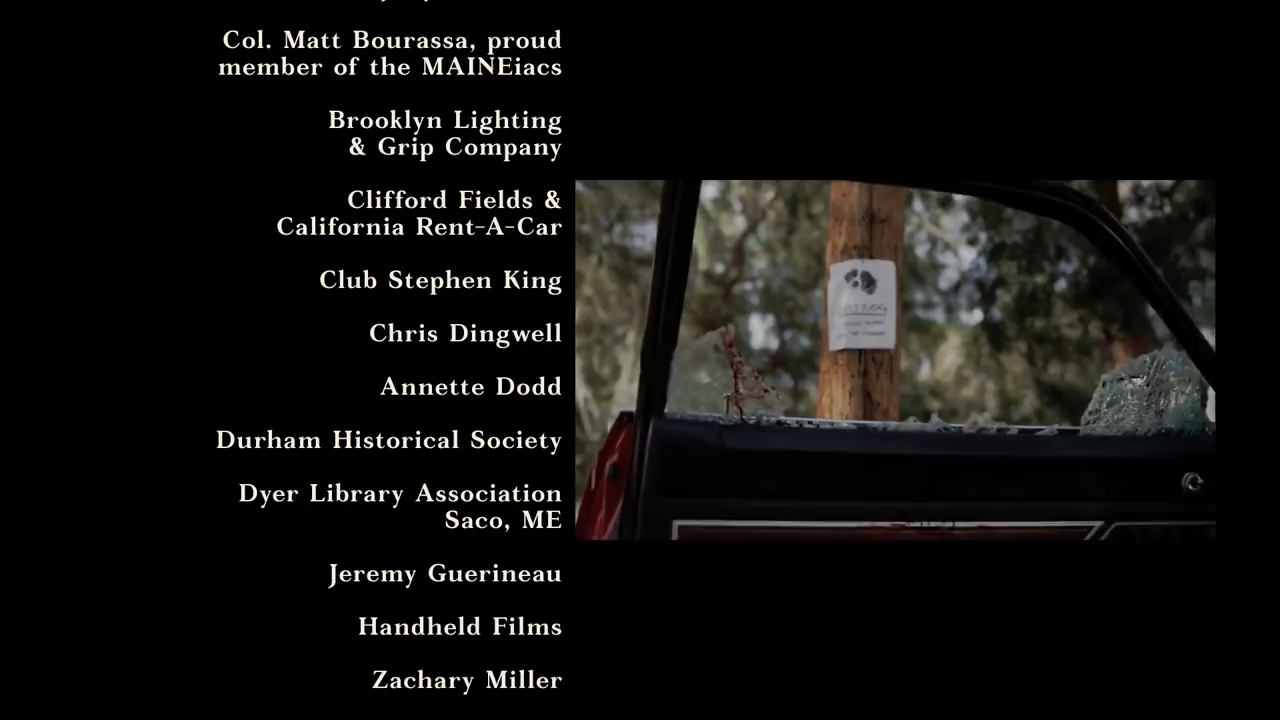 Col. Matt Bourassa, proud
member of the MAINEiacs
Brooklyn Lighting
& Grip Company
Clifford Fields &
California Rent-A-Car
Club Stephen King
Chris Dingwell
Annette Dodd
Durham Historical Society
Dyer Library Association
Saco, ME
Jeremy Guerineau
Handheld Films
Zachary Miller